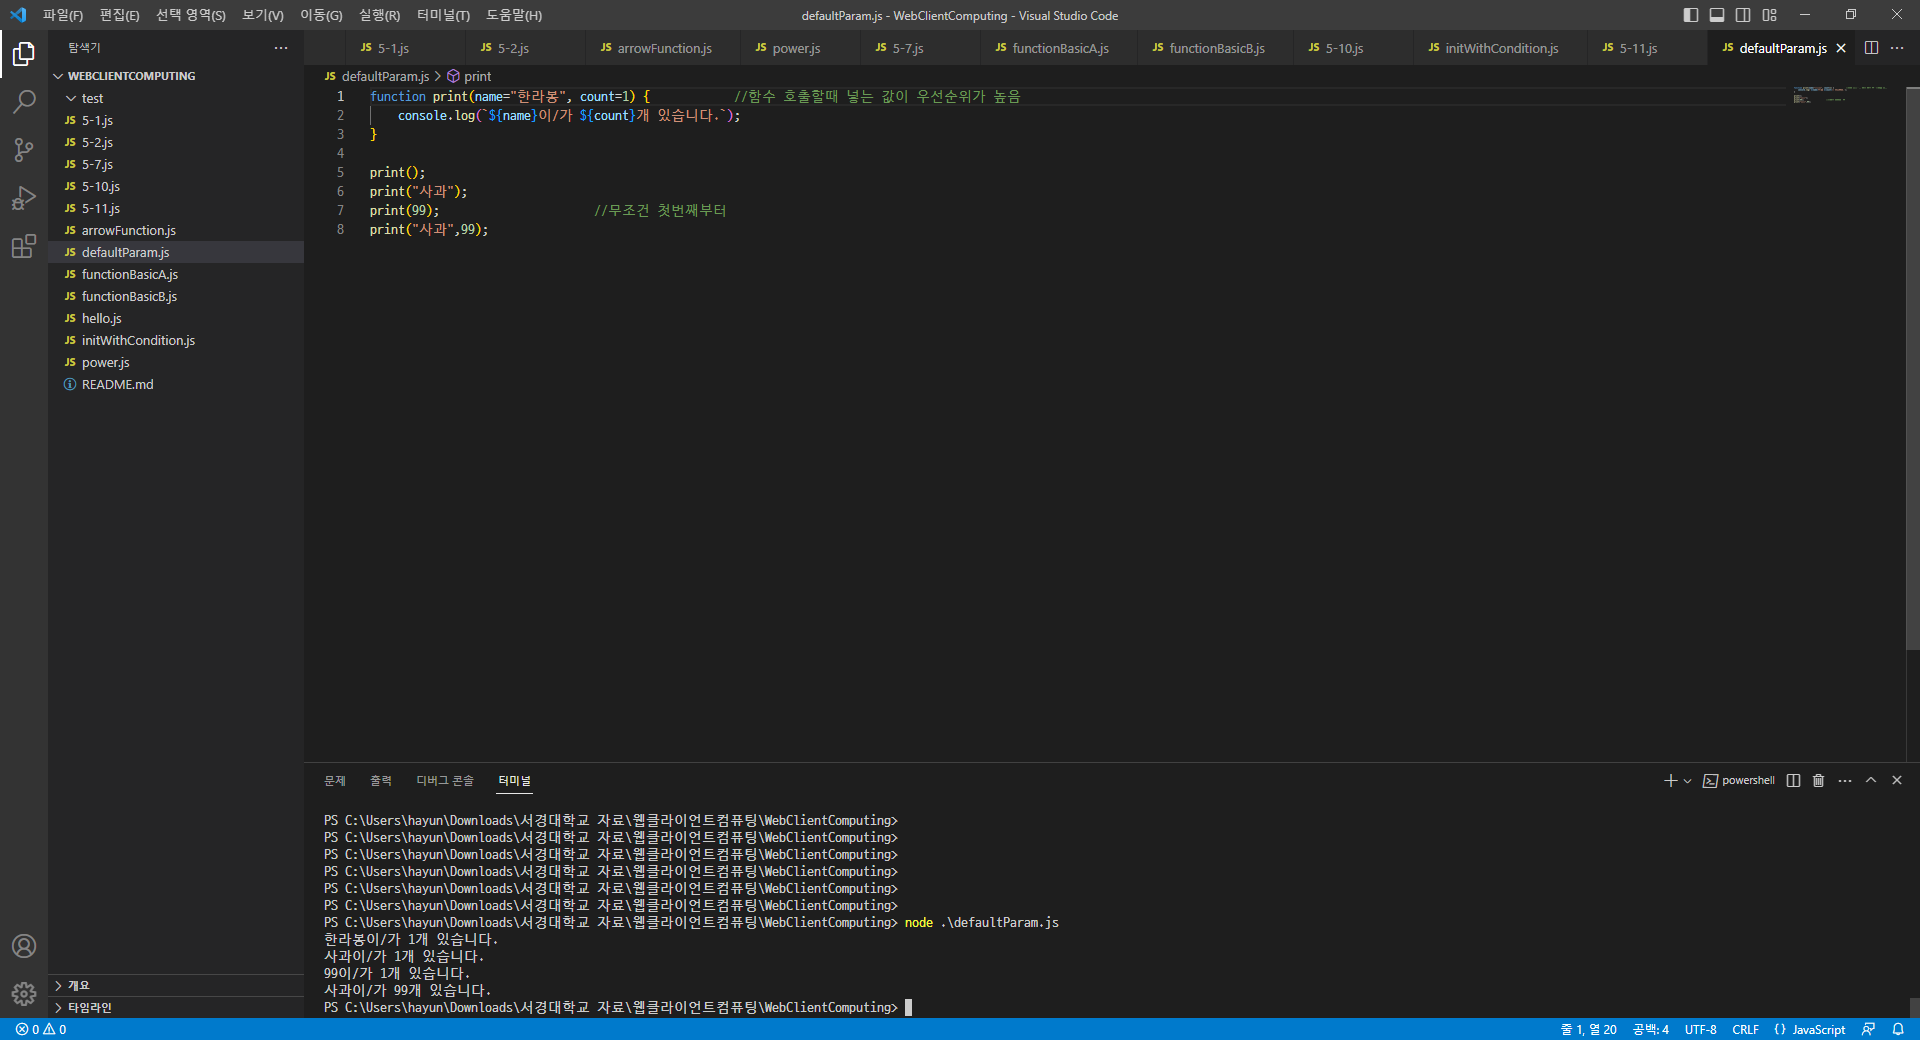 파일(F) 편집(E) 선택 영역(S) 보기(V) 이동(G) 실행(R) 터미널(T) 도움말(H) defaultParam.js - WebClientComputing - Visual Studio Code
탐색기
JS 5-1.js JS 5-2.js JS arrowFunction.js JS power.js JS 5-7.js JS functionBasicA.js JS functionBasicB.js JS 5-10.js JS initWithCondition.js JS 5-11.js JS defaultParam.js
WEBCLIENTCOMPUTING
test
JS 5-1.js
JS 5-2.js
JS 5-7.js
JS 5-10.js
JS 5-11.js
JS arrowFunction.js
JS defaultParam.js
JS functionBasicA.js
JS functionBasicB.js
JS hello.js
JS initWithCondition.js
JS power.js
README.md
개요
타임라인
JS defaultParam.js > print
1 function print(name="한라봉", count=1) { //함수 호출할때 넣는 값이 우선순위가 높음
2 console.log(`${name}이/가 ${count}개 있습니다.`);
3 }
4
5 print();
6 print("사과");
7 print(99); //무조건 첫번째부터
8 print("사과",99);
문제 출력 디버그 콘솔 터미널 powershell
PS C:\Users\hayun\Downloads\서경대학교 자료\웹클라이언트컴퓨팅\WebClientComputing>
PS C:\Users\hayun\Downloads\서경대학교 자료\웹클라이언트컴퓨팅\WebClientComputing>
PS C:\Users\hayun\Downloads\서경대학교 자료\웹클라이언트컴퓨팅\WebClientComputing>
PS C:\Users\hayun\Downloads\서경대학교 자료\웹클라이언트컴퓨팅\WebClientComputing>
PS C:\Users\hayun\Downloads\서경대학교 자료\웹클라이언트컴퓨팅\WebClientComputing>
PS C:\Users\hayun\Downloads\서경대학교 자료\웹클라이언트컴퓨팅\WebClientComputing>
PS C:\Users\hayun\Downloads\서경대학교 자료\웹클라이언트컴퓨팅\WebClientComputing> node .\defaultParam.js
한라봉이/가 1개 있습니다.
사과이/가 1개 있습니다.
99이/가 1개 있습니다.
사과이/가 99개 있습니다.
PS C:\Users\hayun\Downloads\서경대학교 자료\웹클라이언트컴퓨팅\WebClientComputing>
0 0 줄 1, 열 20 공백: 4 UTF-8 CRLF {} JavaScript